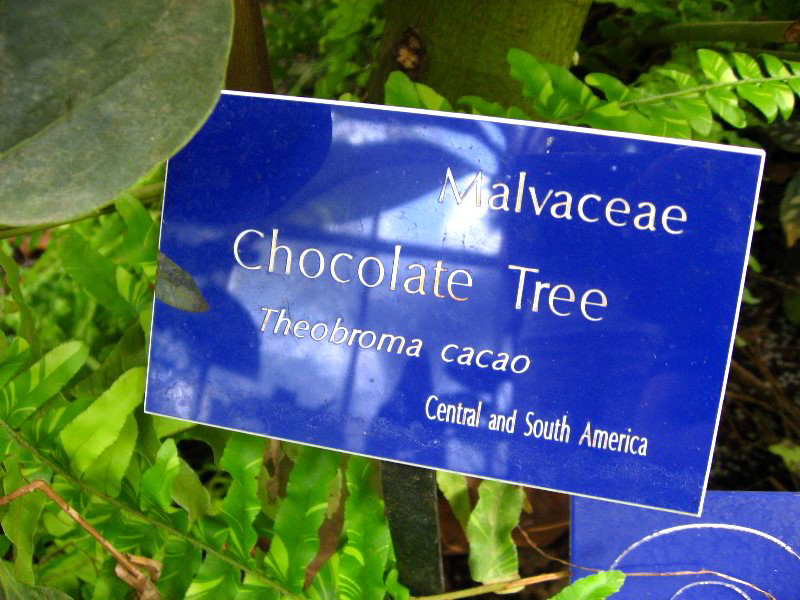 Malvaceae
Chocolate Tree
Theobroma cacao
Central and South America